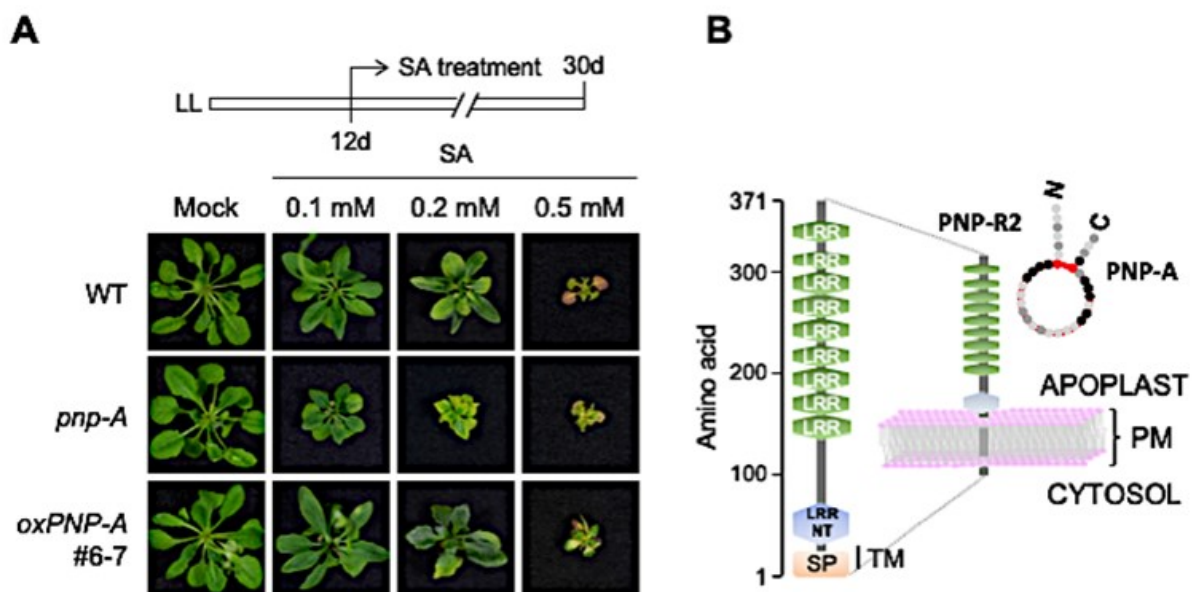 A
SA treatment 30d
LL
12d
SA
Mock 0.1 mM 0.2 mM 0.5 mM
WT
pnp-A
oxPNP-A
#6-7
B
371
300
200
100
1
Amino acid
LRR
LRR
LRR
LRR
LRR
LRR
LRR
LRR
LRR
NT
SP
TM
PNP-R2
N
C
PNP-A
APOPLAST
PM
CYTOSOL